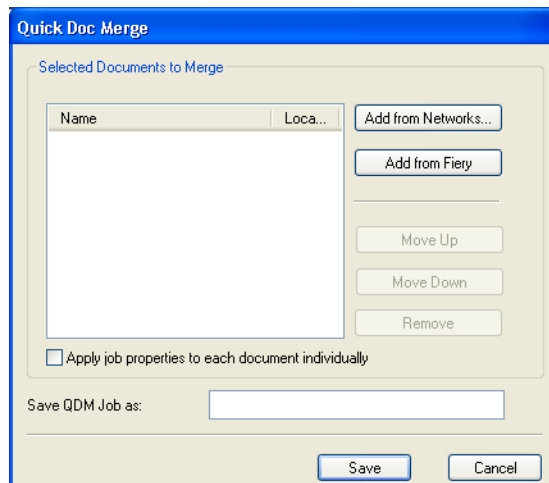 Quick Doc Merge
Selected Documents to Merge
Name Loca... Add from Networks...
Add from Fiery
Move Up
Move Down
Remove
Apply job properties to each document individually
Save QDM Job as:
Save Cancel